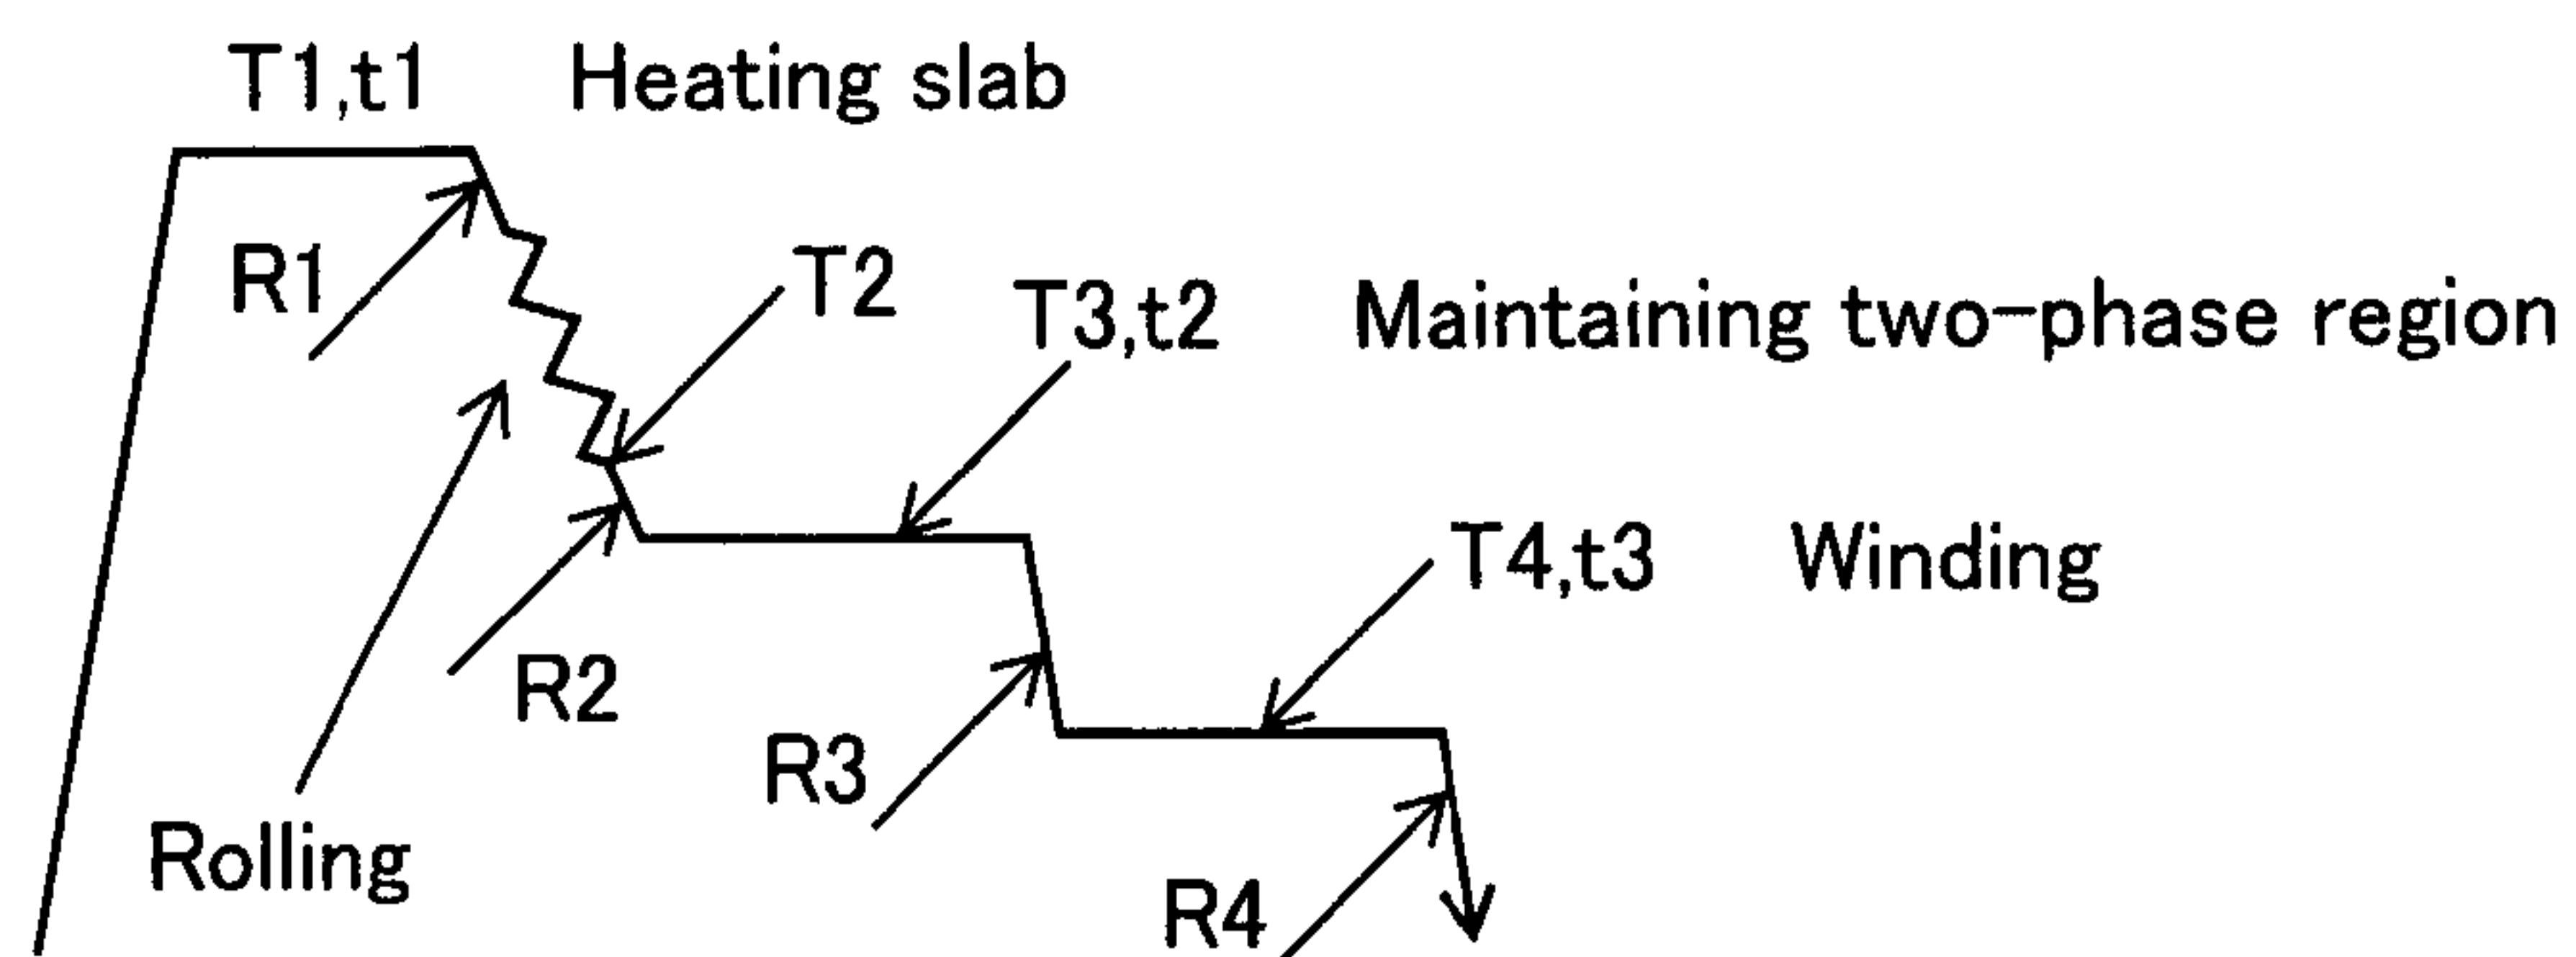 T1,t1 Heating slab
R1
T2
T3,t2 Maintaining two-phase region
T4,t3 Winding
R2
R3
Rolling
R4